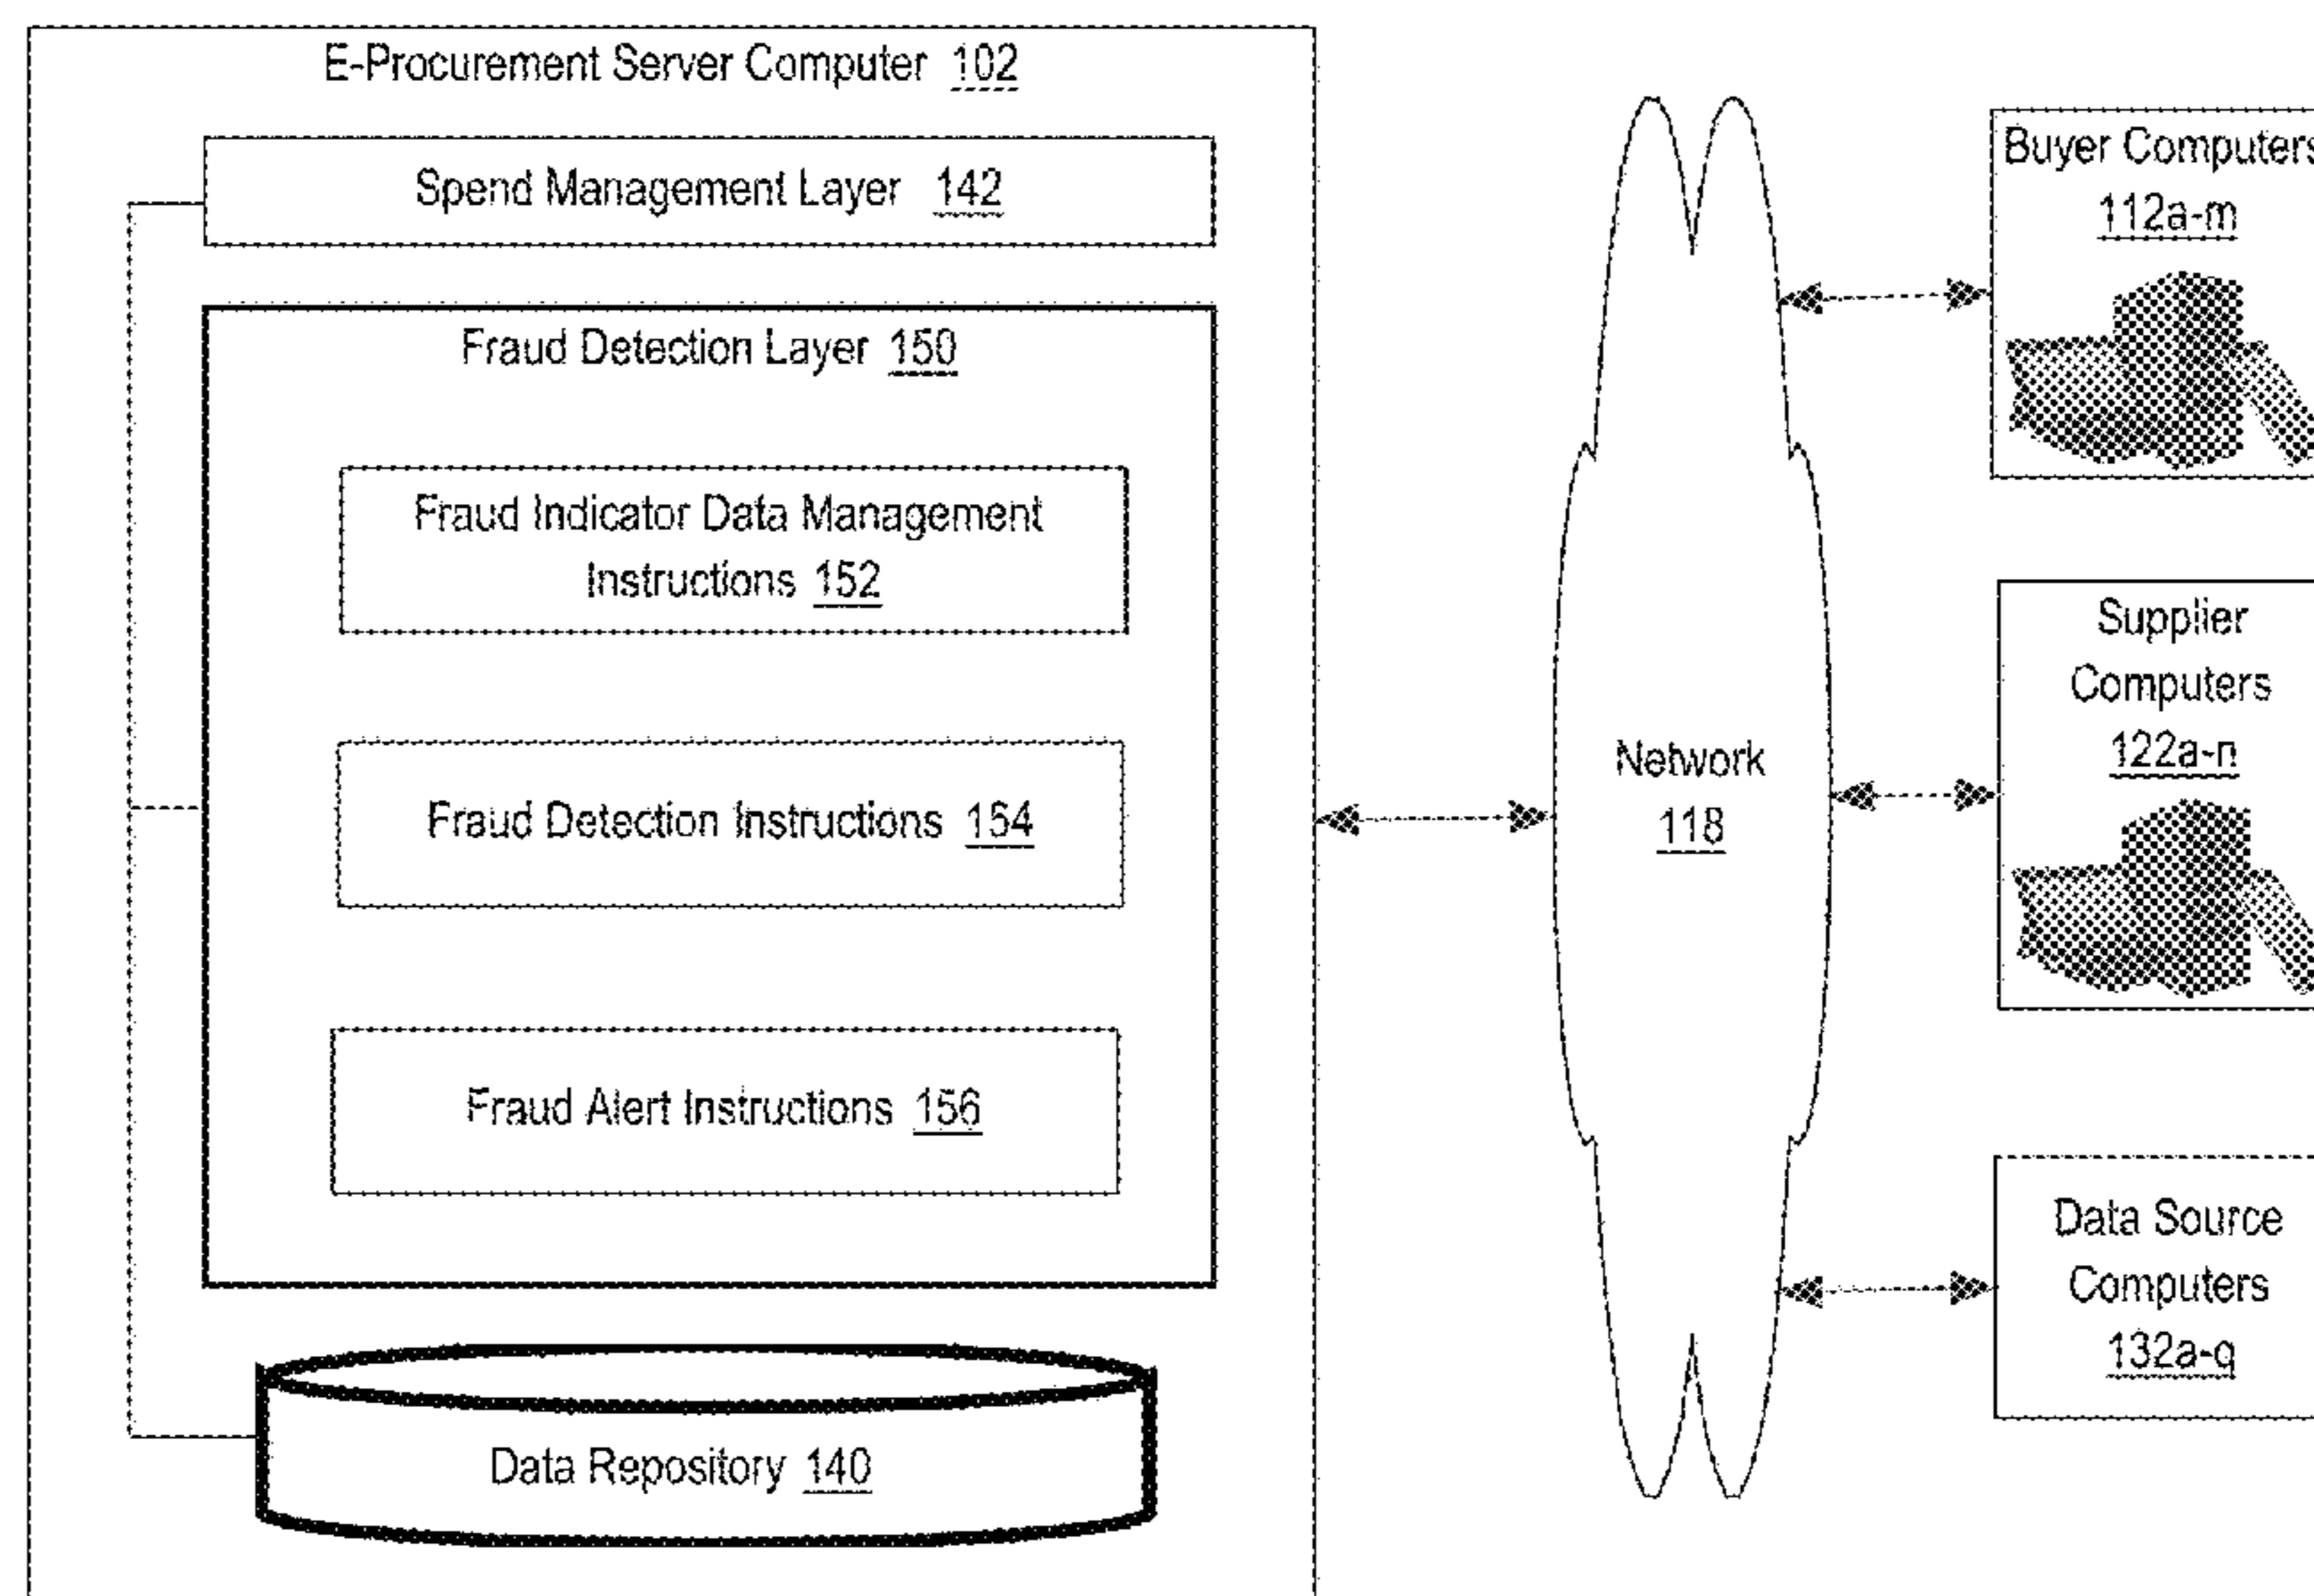 E-Procurement Server Computer 102
Spend Management Layer 142
Fraud Detection Layer 150
Fraud Indicator Data Management
Instructions 152
Fraud Detection Instructions 154
Fraud Alert Instructions 156
Data Repository 140
Network
118
Buyer Computers
112a-m
Supplier
Computers
122a-n
Data Source
Computers
132a-q